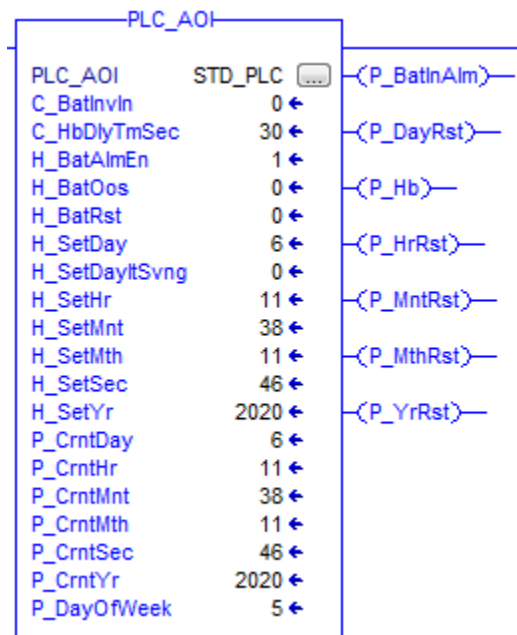 PLC_AOI
PLC_AOI STD_PLC ... (P_BatInAlm)
C_BatInvIn 0
C_HbDlyTmSec 30 (P_DayRst)
H_BatAlmEn 1
H_BatOos 0 (P_Hb)
H_BatRst 0
H_SetDay 6 (P_HrRst)
H_SetDayltSvng 0
H_SetHr 11 (P_MntRst)
H_SetMnt 38
H_SetMth 11 (P_MthRst)
H_SetSec 46
H_SetYr 2020 (P_YrRst)
P_CrntDay 6
P_CrntHr 11
P_CrntMnt 38
P_CrntMth 11
P_CrntSec 46
P_CrntYr 2020
P_DayOfWeek 5